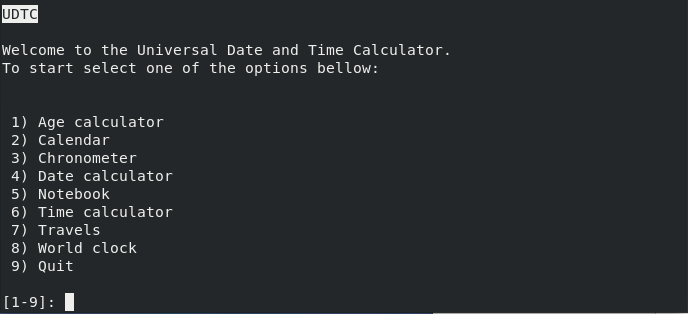 UDTC
Welcome to the Universal Date and Time Calculator.
To start select one of the options bellow:
1) Age calculator
2) Calendar
3) Chronometer
4) Date calculator
5) Notebook
6) Time calculator
7) Travels
8) World clock
9) Quit
[1-9]: